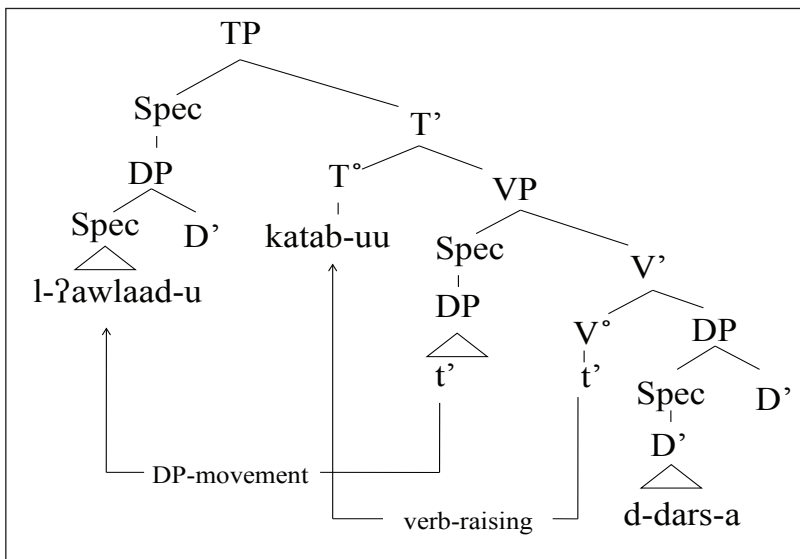 TP
Spec T’
DP T° VP
Spec D’ katab-uu Spec V’
l-ʔawlaad-u DP V° DP
t’ t’ Spec D’
D’
DP-movement
verb-raising d-dars-a